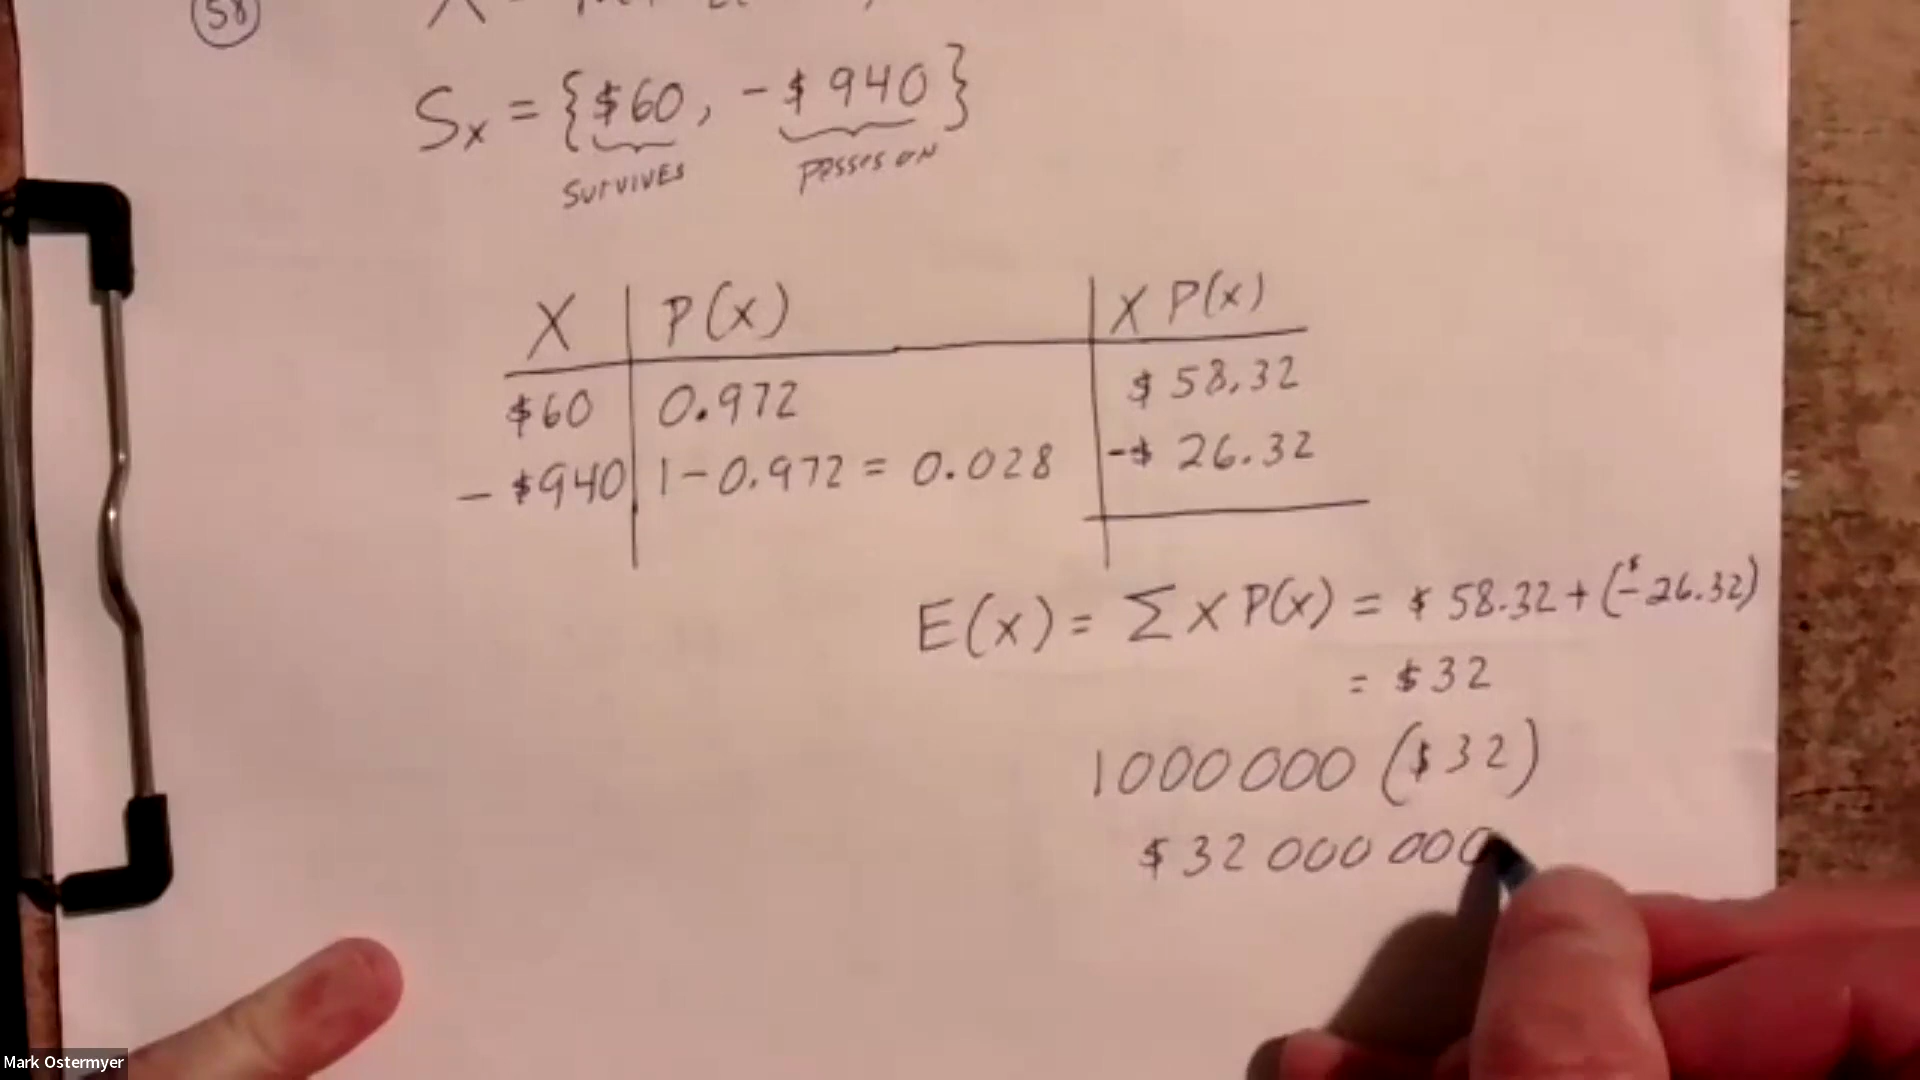 58 X
Sx = {$60, -$940}
SURVIVES PASSES ON
X P(x) X P(x)
$60 0.972 $58.32
-$940 1-0.972 = 0.028 -$26.32
E(x) = Σ X P(x) = $58.32 + (-$26.32)
= $32
1000000 ($32)
$32 000 000
Mark Ostermyer